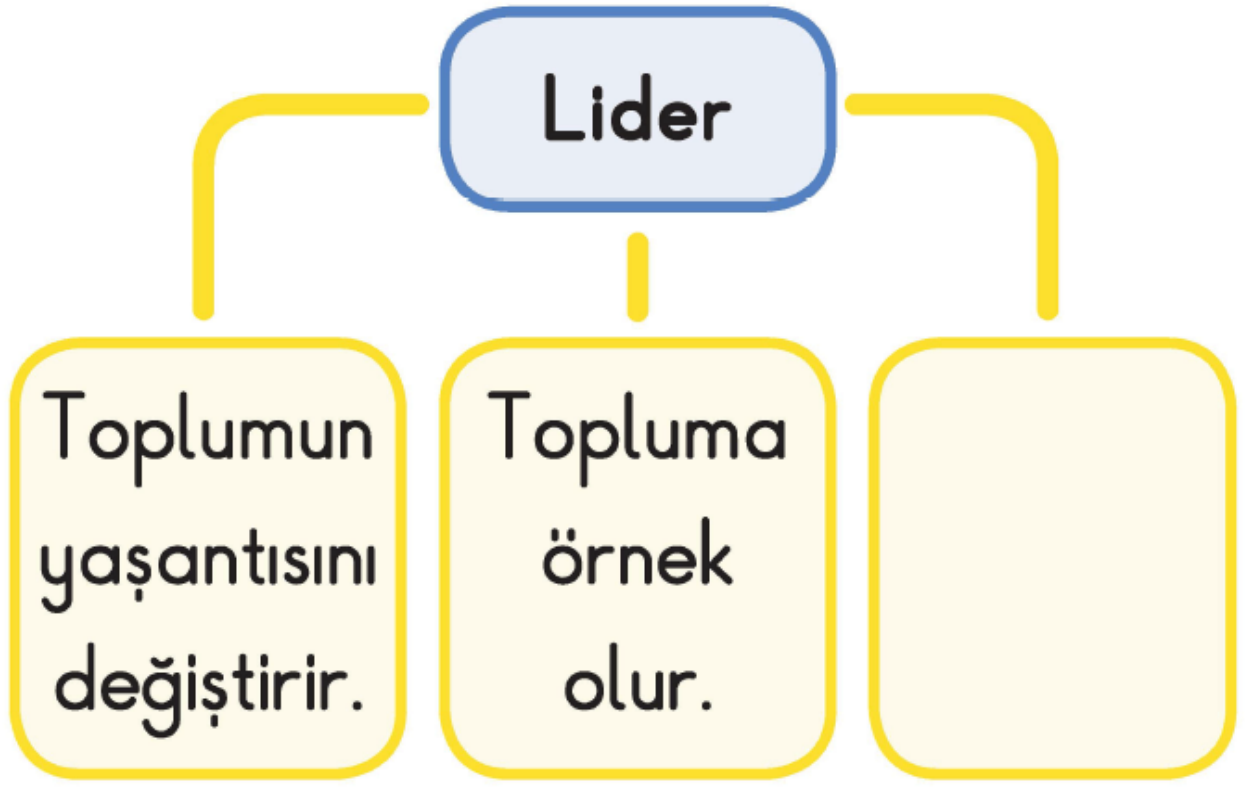 Lider
Toplumun
yaşantısını
değiştirir.
Topluma
örnek
olur.